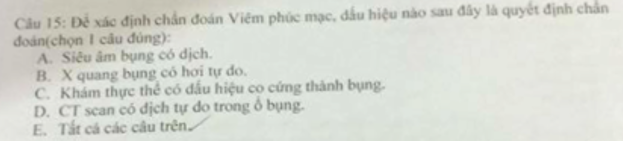 Câu 15: Để xác định chẩn đoán Viêm phúc mạc, dấu hiệu nào sau đây là quyết định chẩn
đoán(chọn 1 câu đúng):
A. Siêu âm bụng có dịch.
B. X quang bụng có hơi tự do.
C. Khám thực thể có dấu hiệu co cứng thành bụng.
D. CT scan có dịch tự do trong ổ bụng.
E. Tất cả các câu trên.